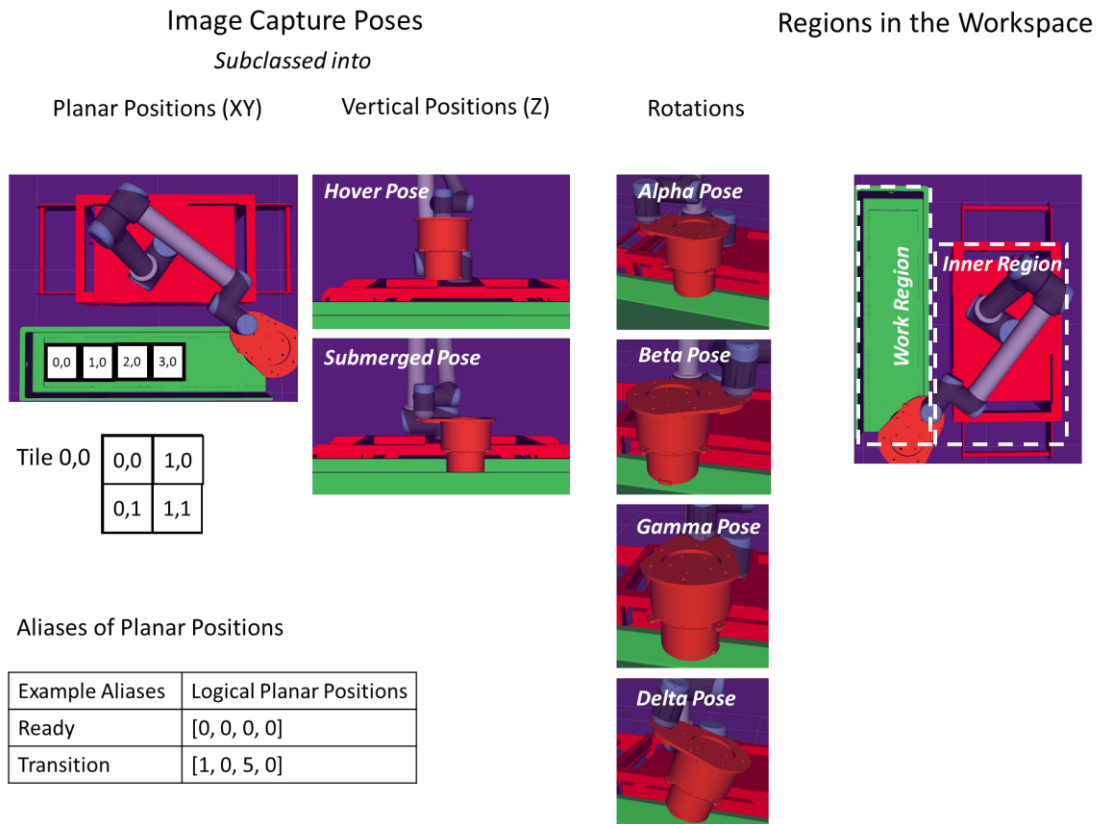 Image Capture Poses
Subclassed into
Planar Positions (XY)
Vertical Positions (Z)
Rotations
Regions in the Workspace
Hover Pose
Submerged Pose
Alpha Pose
Beta Pose
Gamma Pose
Delta Pose
Work Region
Inner Region
0,0 1,0 2,0 3,0
Tile 0,0
0,0 1,0
0,1 1,1
Aliases of Planar Positions
Example Aliases Logical Planar Positions
Ready [0, 0, 0, 0]
Transition [1, 0, 5, 0]